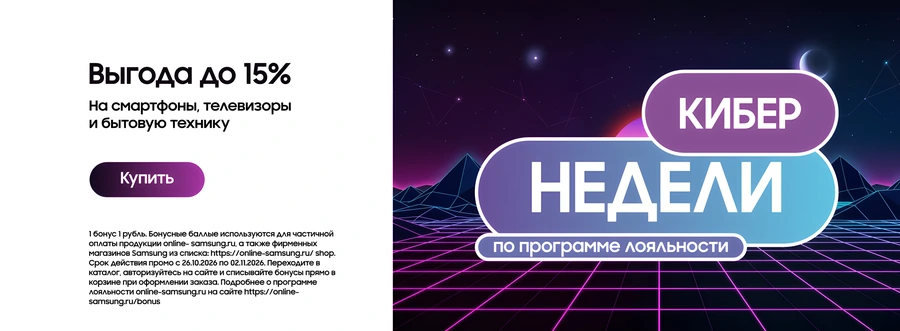 Выгода до 15%
На смартфоны, телевизоры
и бытовую технику
Купить
1 бонус 1 рубль. Бонусные баллые используются для частичной
оплаты продукции online- samsung.ru, а также фирменных
магазинов Samsung из списка: https://online-samsung.ru/ shop.
Срок действия промо с 26.10.2026 по 02.11.2026. Переходите в
каталог, авторизуйтесь на сайте и списывайте бонусы прямо в
корзине при оформлении заказа. Подробнее о программе
лояльности online-samsung.ru на сайте https://online-
samsung.ru/bonus
КИБЕР
НЕДЕЛИ
по программе лояльности